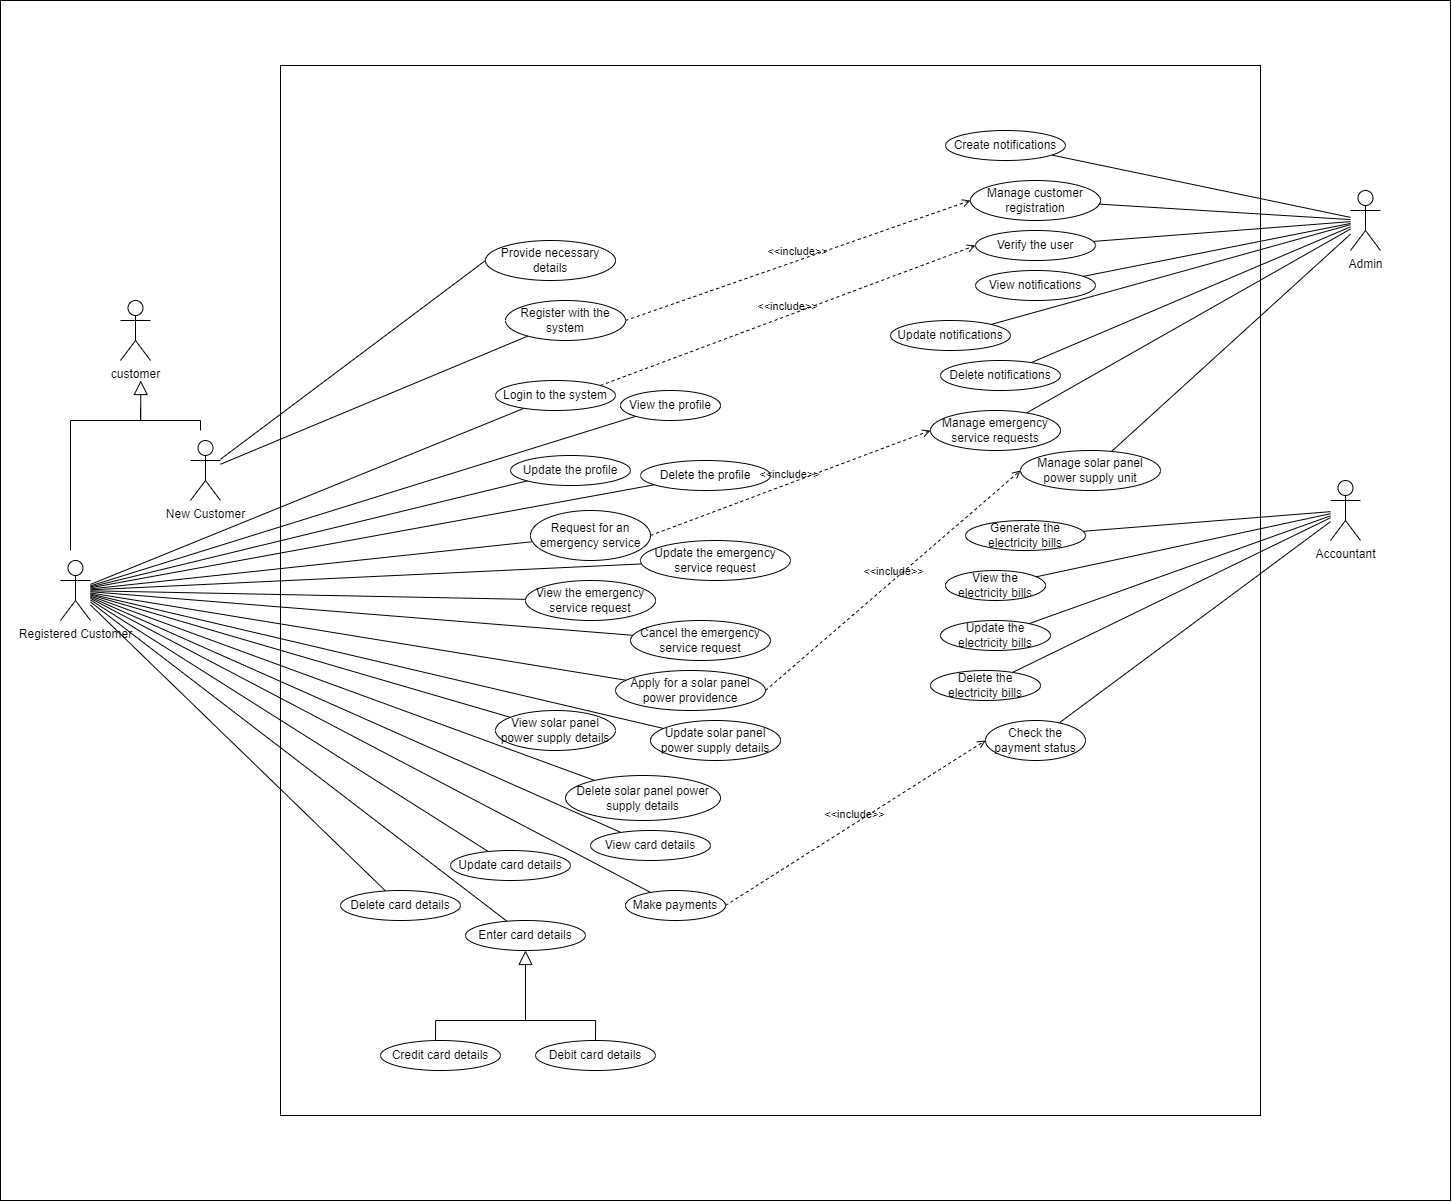 Create notifications
Manage customer
registration
Verify the user
View notifications
Update notifications
Delete notifications
Manage emergency
service requests
Manage solar panel
power supply unit
Admin
<<include>>
<<include>>
Provide necessary
details
Register with the
system
customer
Login to the system
View the profile
Update the profile
Delete the profile
<<include>>
New Customer
Request for an
emergency service
Update the emergency
service request
View the emergency
service request
Cancel the emergency
service request
Registered Customer
<<include>>
Generate the
electricity bills
View the
electricity bills
Update the
electricity bills
Delete the
electricity bills
Accountant
Apply for a solar panel
power providence
View solar panel
power supply details
Update solar panel
power supply details
Check the
payment status
Delete solar panel power
supply details
<<include>>
View card details
Update card details
Delete card details
Make payments
Enter card details
Credit card details
Debit card details